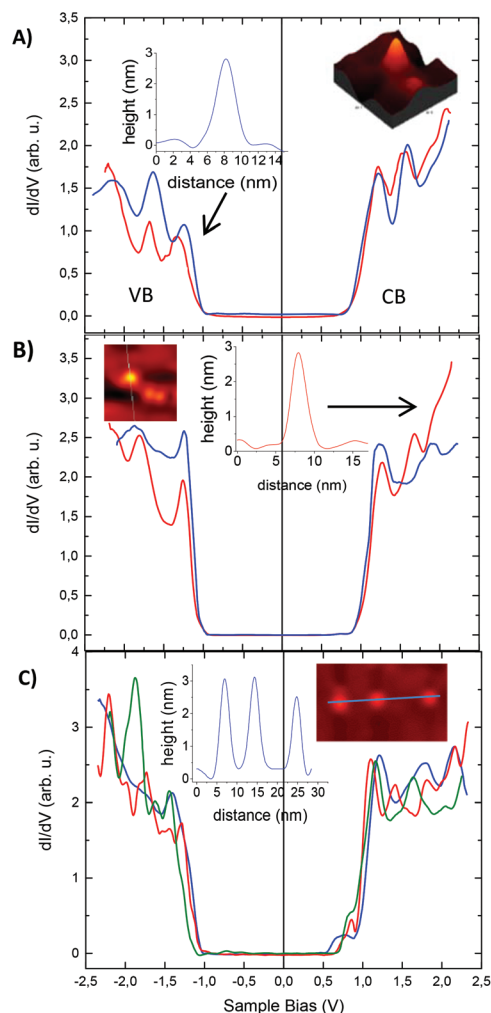 A)
dI/dV (arb. u.)
3,5
3,0
2,5
2,0
1,5
1,0
0,5
0,0
height (nm)
3
2
1
0
0 2 4 6 8 10 12 14
distance (nm)
VB
CB
B)
dI/dV (arb. u.)
3,5
3,0
2,5
2,0
1,5
1,0
0,5
0,0
height (nm)
3
2
1
0
0 5 10 15
distance (nm)
C)
dI/dV (arb. u.)
4
3
2
1
0
height (nm)
3
2
1
0
0 5 10 15 20 25 30
distance (nm)
-2,5 -2,0 -1,5 -1,0 -0,5 0,0 0,5 1,0 1,5 2,0 2,5
Sample Bias (V)